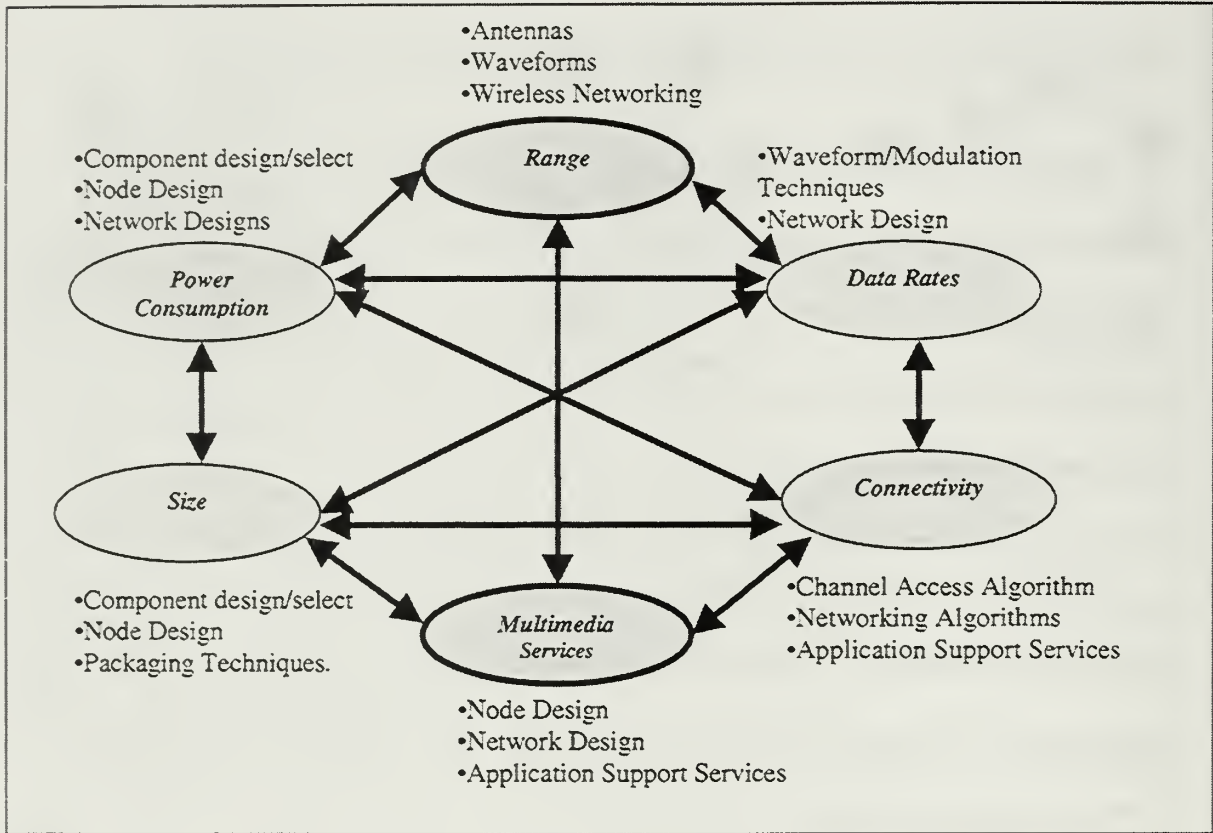 •Antennas
•Waveforms
•Wireless Networking
Range
•Component design/select
•Node Design
•Network Designs
•Waveform/Modulation
Techniques
•Network Design
Power
Consumption
Data Rates
Size
Connectivity
•Component design/select
•Node Design
•Packaging Techniques.
Multimedia
Services
•Channel Access Algorithm
•Networking Algorithms
•Application Support Services
•Node Design
•Network Design
•Application Support Services